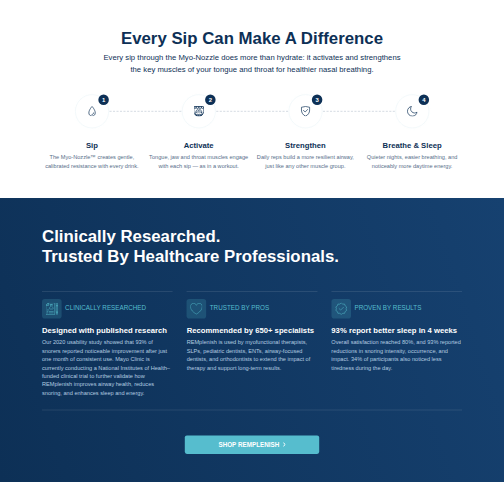 Every Sip Can Make A Difference
Every sip through the Myo-Nozzle does more than hydrate: it activates and strengthens
the key muscles of your tongue and throat for healthier nasal breathing.
1
2
3
4
Sip
The Myo-Nozzle™ creates gentle,
calibrated resistance with every drink.
Activate
Tongue, jaw and throat muscles engage
with each sip — as in a workout.
Strengthen
Daily reps build a more resilient airway,
just like any other muscle group.
Breathe & Sleep
Quieter nights, easier breathing, and
noticeably more daytime energy.
Clinically Researched.
Trusted By Healthcare Professionals.
CLINICALLY RESEARCHED
Designed with published research
Our 2020 usability study showed that 93% of
snorers reported noticeable improvement after just
one month of consistent use. Mayo Clinic is
currently conducting a National Institutes of Health–
funded clinical trial to further validate how
REMplenish improves airway health, reduces
snoring, and enhances sleep and energy.
TRUSTED BY PROS
Recommended by 650+ specialists
REMplenish is used by myofunctional therapists,
SLPs, pediatric dentists, ENTs, airway-focused
dentists, and orthodontists to extend the impact of
therapy and support long-term results.
PROVEN BY RESULTS
93% report better sleep in 4 weeks
Overall satisfaction reached 80%, and 93% reported
reductions in snoring intensity, occurrence, and
impact. 34% of participants also noticed less
tiredness during the day.
SHOP REMPLENISH ›